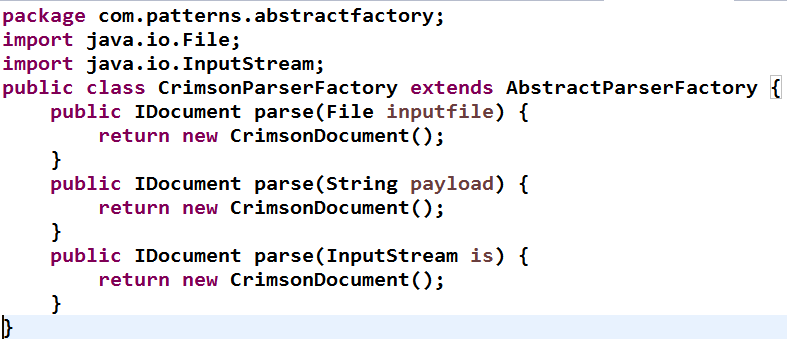 package com.patterns.abstractfactory;
import java.io.File;
import java.io.InputStream;
public class CrimsonParserFactory extends AbstractParserFactory {
    public IDocument parse(File inputfile) {
        return new CrimsonDocument();
    }
    public IDocument parse(String payload) {
        return new CrimsonDocument();
    }
    public IDocument parse(InputStream is) {
        return new CrimsonDocument();
    }
}